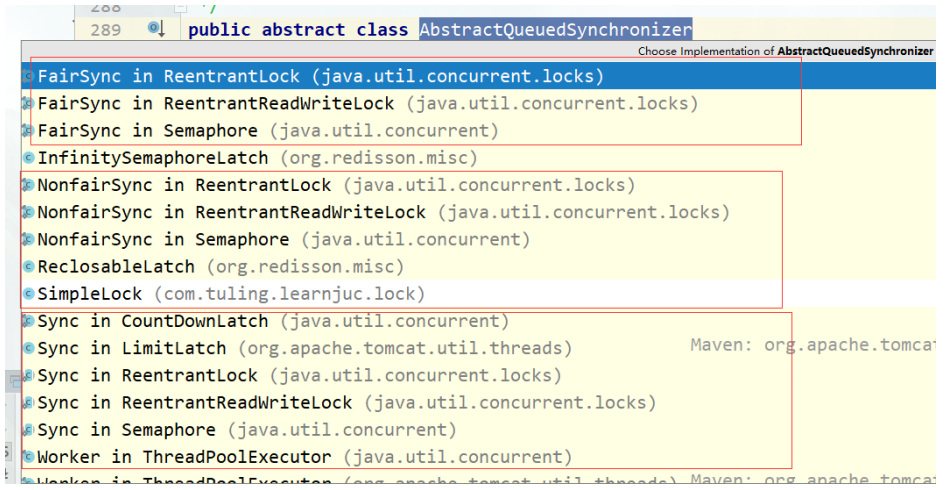 288 */
289 public abstract class AbstractQueuedSynchronizer
Choose Implementation of AbstractQueuedSynchronizer
FairSync in ReentrantLock (java.util.concurrent.locks)
FairSync in ReentrantReadWriteLock (java.util.concurrent.locks)
FairSync in Semaphore (java.util.concurrent)
InfinitySemaphoreLatch (org.redisson.misc)
NonfairSync in ReentrantLock (java.util.concurrent.locks)
NonfairSync in ReentrantReadWriteLock (java.util.concurrent.locks)
NonfairSync in Semaphore (java.util.concurrent)
ReclosableLatch (org.redisson.misc)
SimpleLock (com.tuling.learnjuc.lock)
Sync in CountDownLatch (java.util.concurrent)
Sync in LimitLatch (org.apache.tomcat.util.threads) Maven: org.apache.tomcat
Sync in ReentrantLock (java.util.concurrent.locks)
Sync in ReentrantReadWriteLock (java.util.concurrent.locks)
Sync in Semaphore (java.util.concurrent)
Worker in ThreadPoolExecutor (java.util.concurrent)
Worker in ThreadPoolExecutor (org.apache.tomcat.util.threads) Maven: org.apache.tomcat